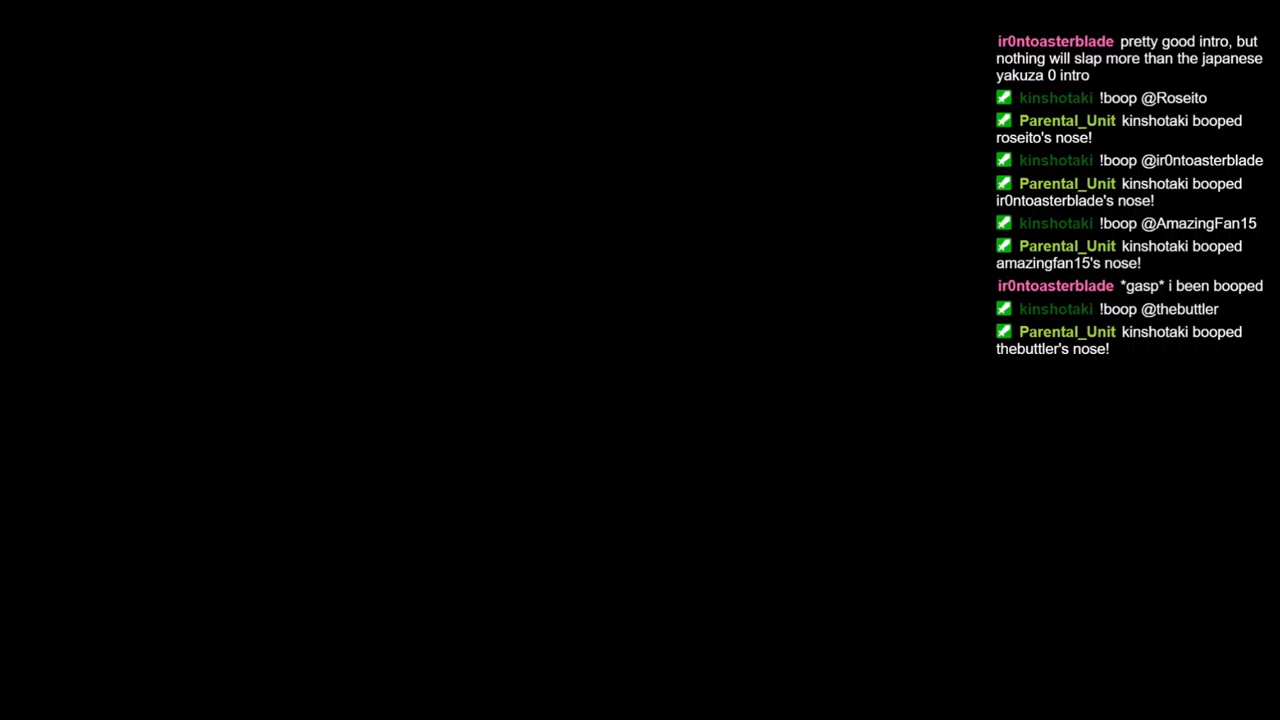 ir0ntoasterblade pretty good intro, but
nothing will slap more than the japanese
yakuza 0 intro
kinshotaki !boop @Roseito
Parental_Unit kinshotaki booped
roseito's nose!
kinshotaki !boop @ir0ntoasterblade
Parental_Unit kinshotaki booped
ir0ntoasterblade's nose!
kinshotaki !boop @AmazingFan15
Parental_Unit kinshotaki booped
amazingfan15's nose!
ir0ntoasterblade *gasp* i been booped
kinshotaki !boop @thebuttler
Parental_Unit kinshotaki booped
thebuttler's nose!